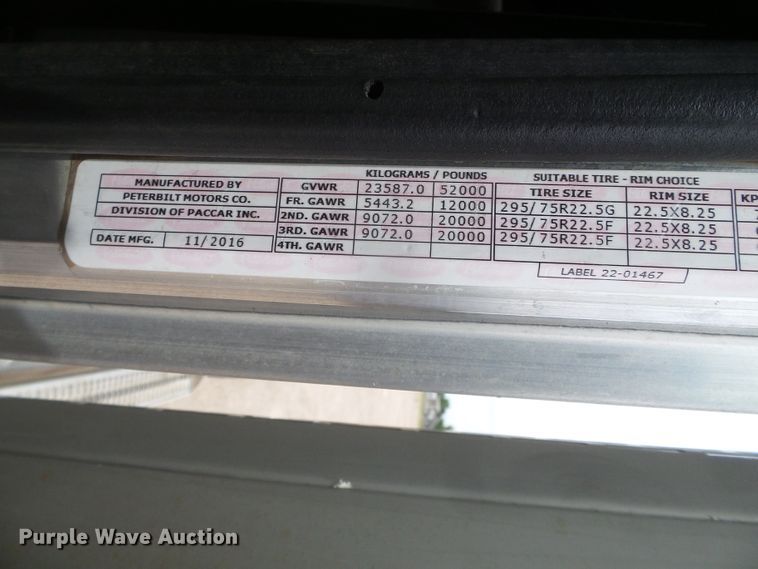 KILOGRAMS / POUNDS SUITABLE TIRE - RIM CHOICE
MANUFACTURED BY
PETERBILT MOTORS CO.
DIVISION OF PACCAR INC.
DATE MFG. 11/2016
GVWR 23587.0 52000
FR. GAWR 5443.2 12000
2ND. GAWR 9072.0 20000
3RD. GAWR 9072.0 20000
4TH. GAWR
TIRE SIZE RIM SIZE KP
295/75R22.5G 22.5X8.25
295/75R22.5F 22.5X8.25
295/75R22.5F 22.5X8.25
LABEL 22-01467
Purple Wave Auction